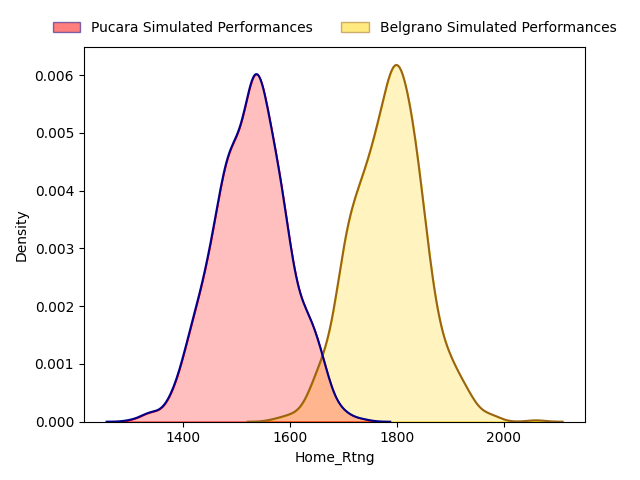 Pucara Simulated Performances Belgrano Simulated Performances
0.006
0.005
0.004
0.003
0.002
0.001
0.000
Density
1400 1600 1800 2000
Home_Rtng